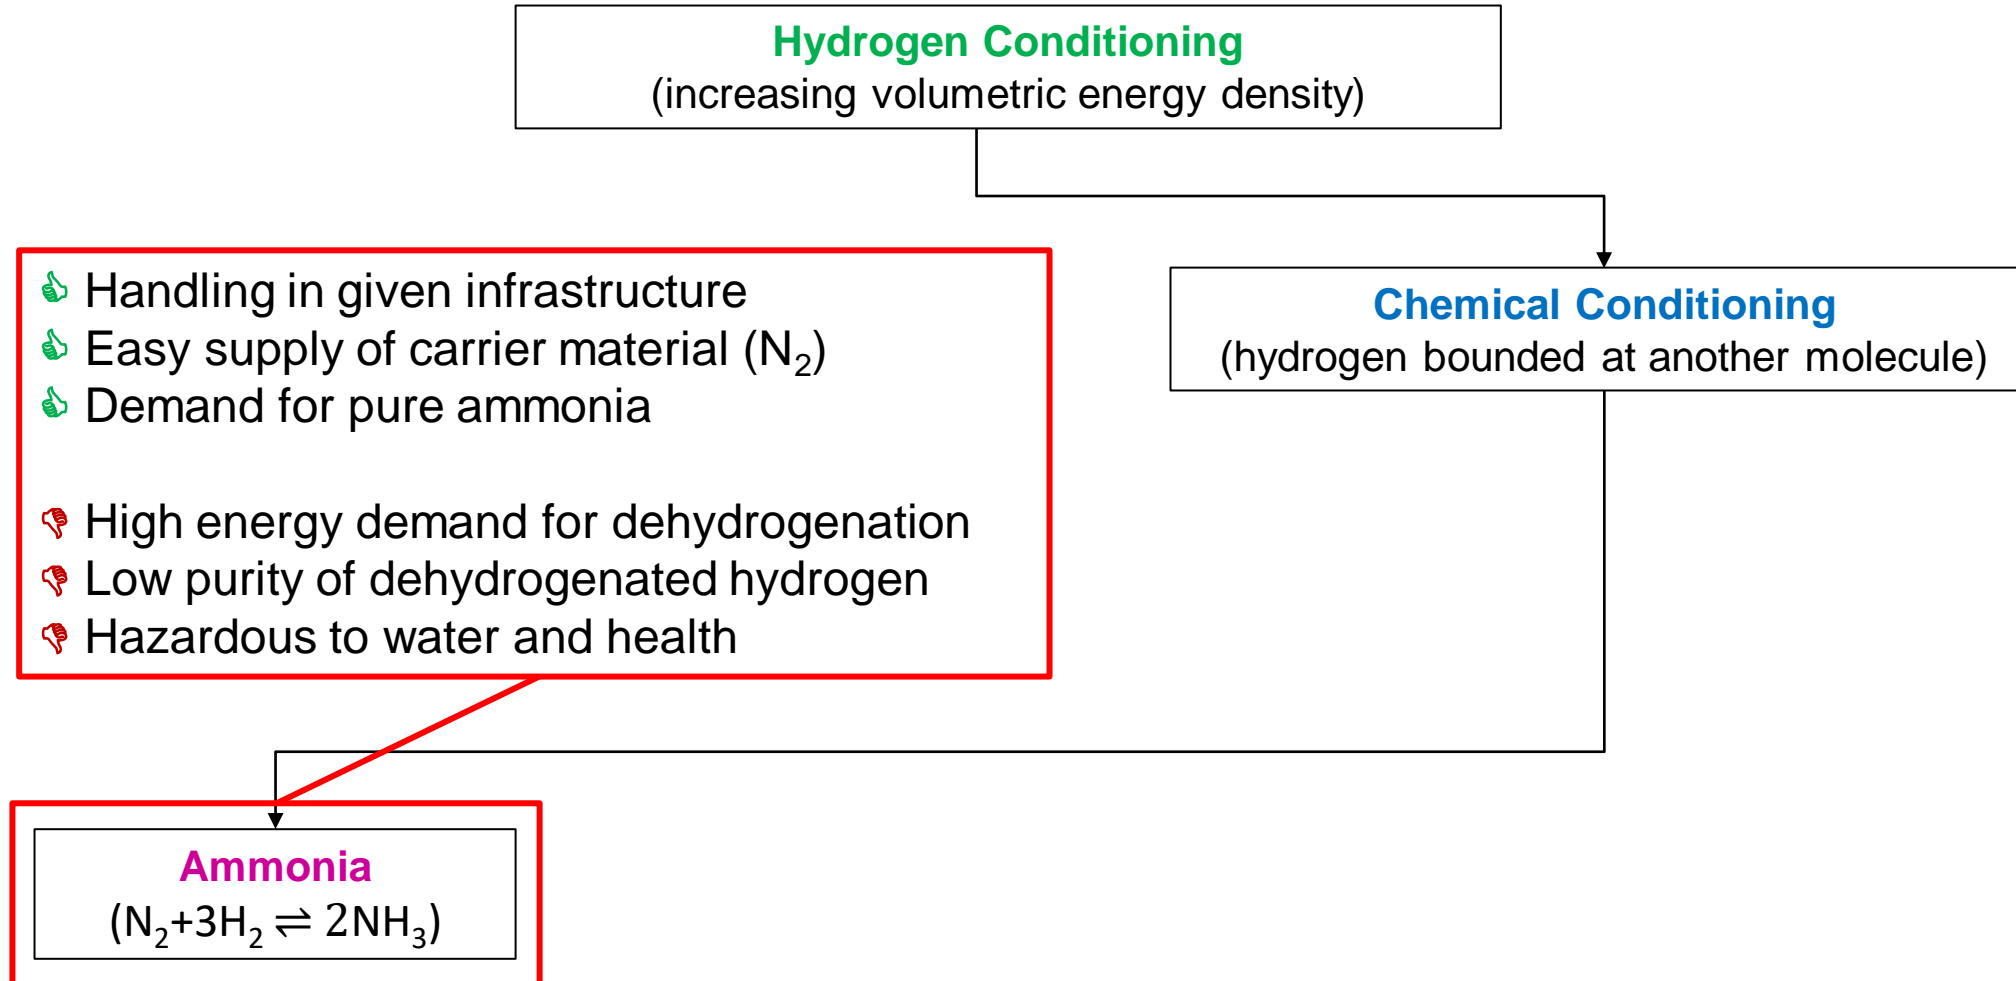 Hydrogen Conditioning
(increasing volumetric energy density)
👍 Handling in given infrastructure
👍 Easy supply of carrier material (N₂)
👍 Demand for pure ammonia
👎 High energy demand for dehydrogenation
👎 Low purity of dehydrogenated hydrogen
👎 Hazardous to water and health
Chemical Conditioning
(hydrogen bounded at another molecule)
Ammonia
(N₂+3H₂ ⇌ 2NH₃)